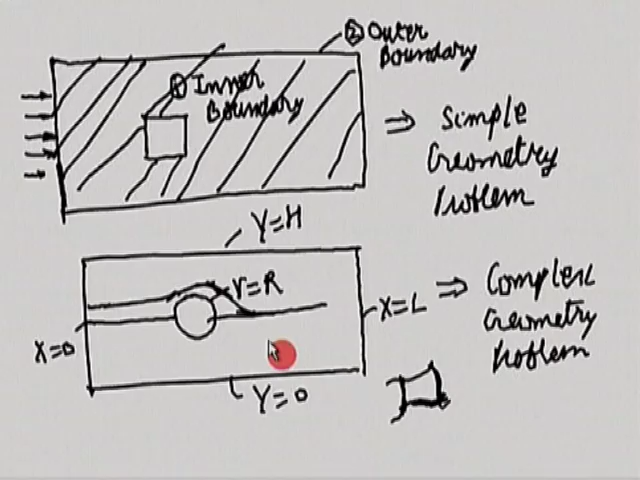 ② Outer
Boundary
① Inner
Boundary
⇒ Simple
Geometry
Problem
Y=H
r=R
X=0
X=L
⇒ Complex
Geometry
Problem
Y=0